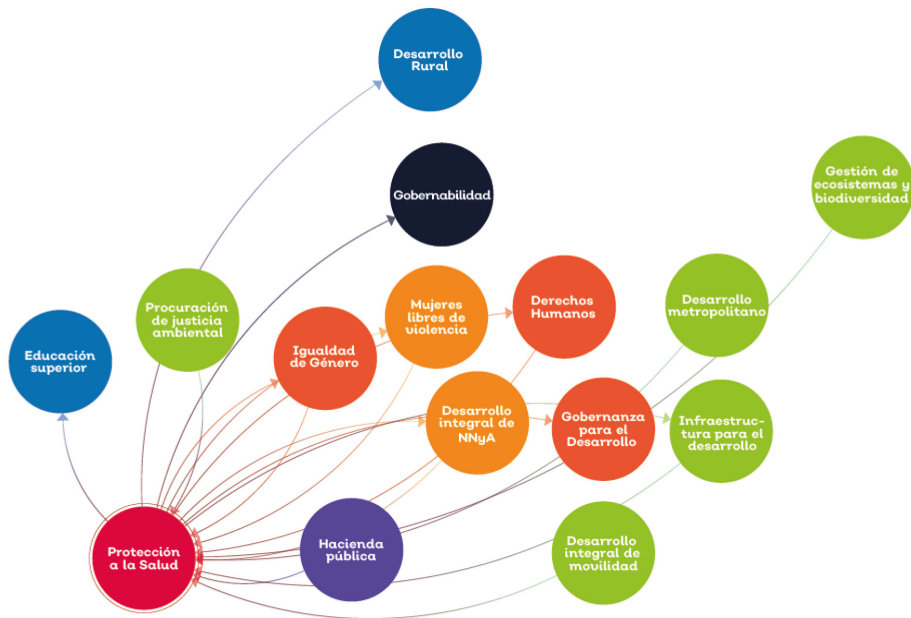 Desarrollo
Rural
Gobernabilidad
Gestión de
ecosistemas y
biodiversidad
Procuración
de justicia
ambiental
Mujeres
libres de
violencia
Derechos
Humanos
Desarrollo
metropolitano
Educación
superior
Igualdad
de Género
Desarrollo
integral de
NNyA
Gobernanza
para el
Desarrollo
Infraestruc-
tura para el
desarrollo
Protección
a la Salud
Hacienda
pública
Desarrollo
integral de
movilidad